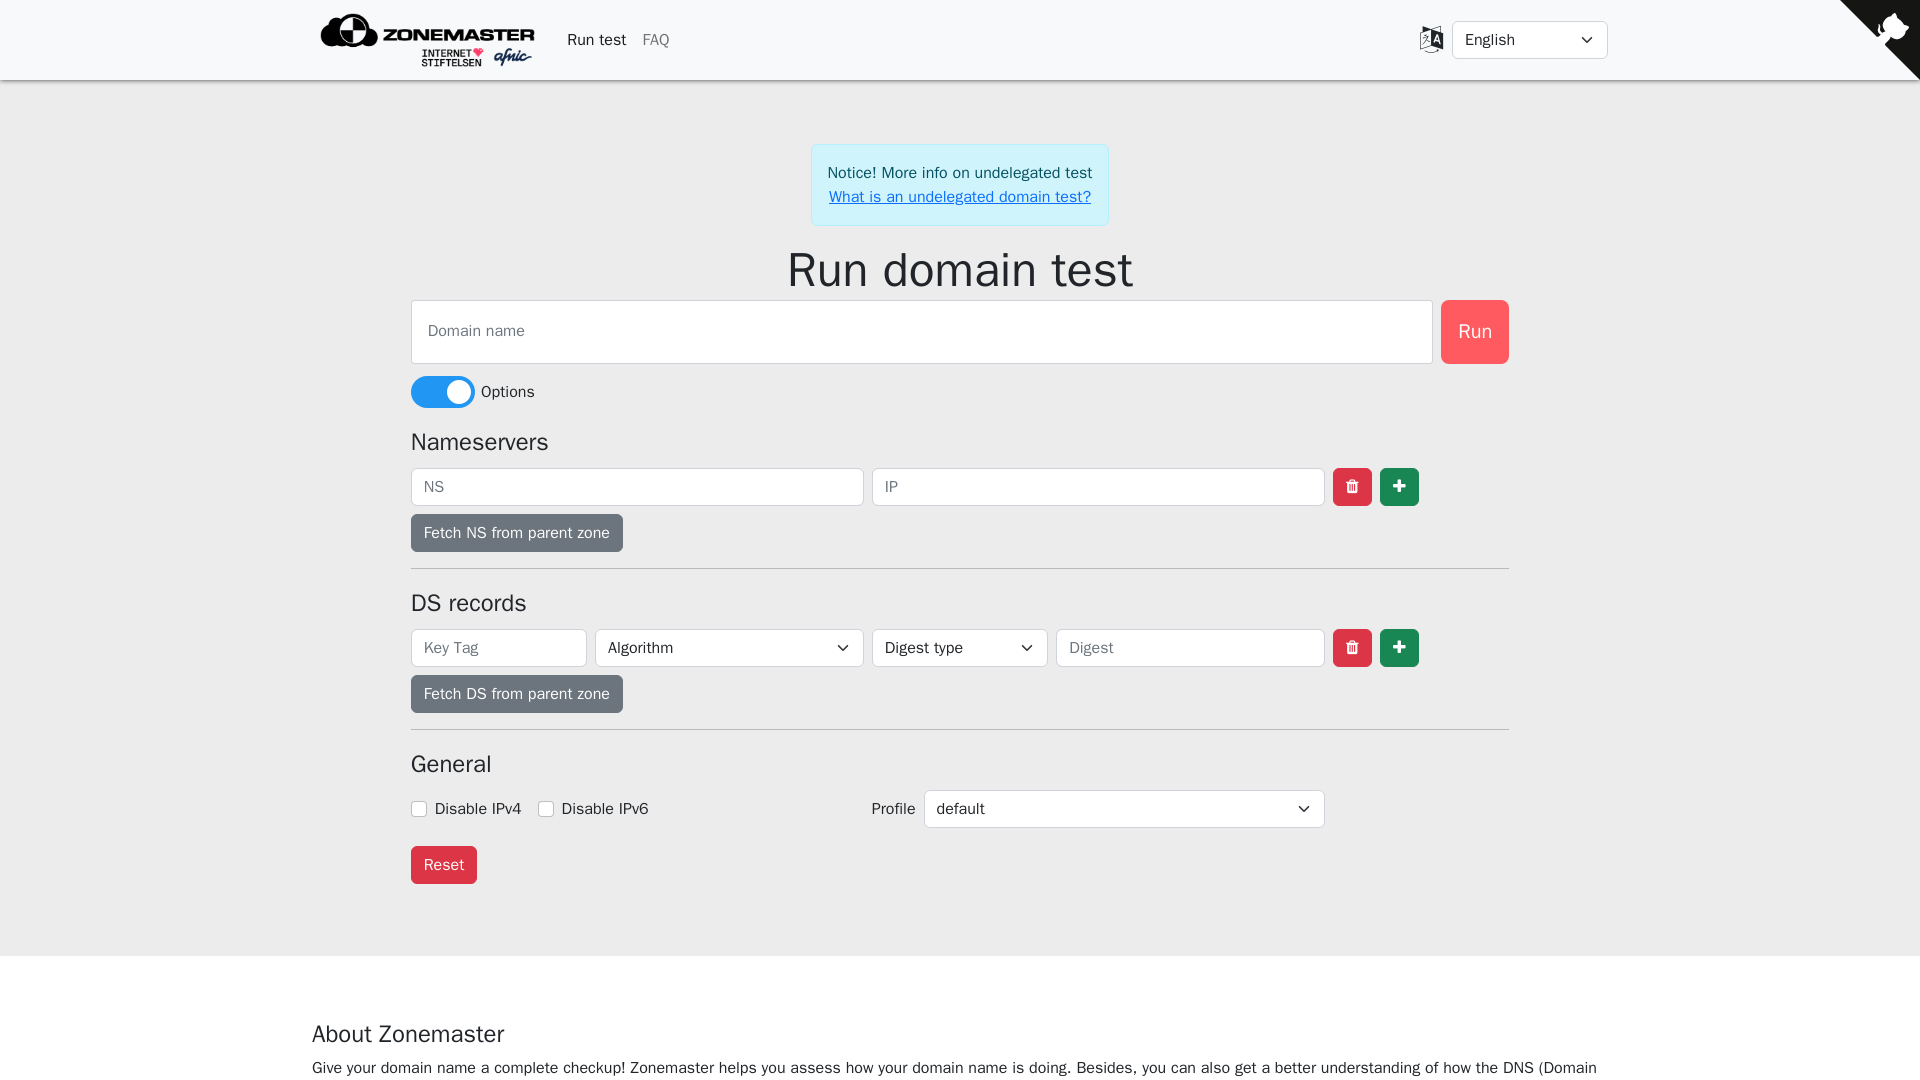 ZONEMASTER
INTERNET
STIFTELSEN
afnic
Run test
FAQ
English
Notice! More info on undelegated test
What is an undelegated domain test?
Run domain test
Domain name
Run
Options
Nameservers
NS
IP
Fetch NS from parent zone
DS records
Key Tag
Algorithm
Digest type
Digest
Fetch DS from parent zone
General
Disable IPv4
Disable IPv6
Profile
default
Reset
About Zonemaster
Give your domain name a complete checkup! Zonemaster helps you assess how your domain name is doing. Besides, you can also get a better understanding of how the DNS (Domain